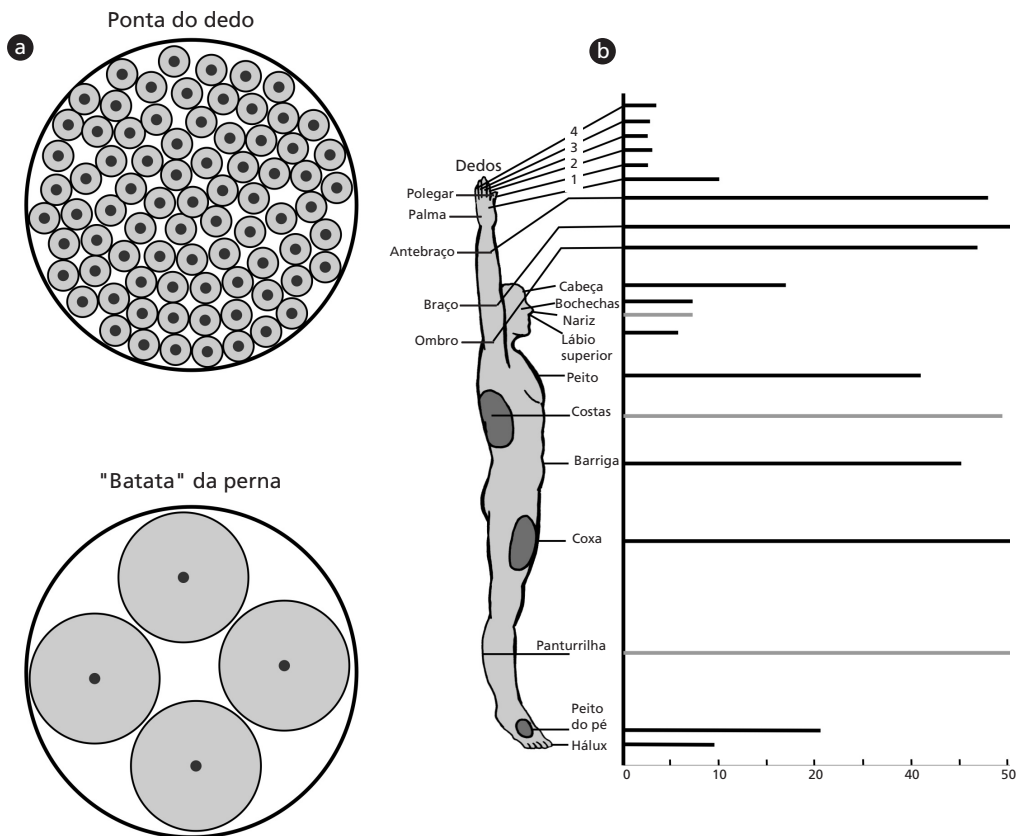 Ponta do dedo
a
"Batata" da perna
b
4
3
2
1
Dedos
Polegar
Palma
Antebraço
Braço
Ombro
Cabeça
Bochechas
Nariz
Lábio
superior
Peito
Costas
Barriga
Coxa
Panturrilha
Peito
do pé
Hálux
0 10 20 40 50